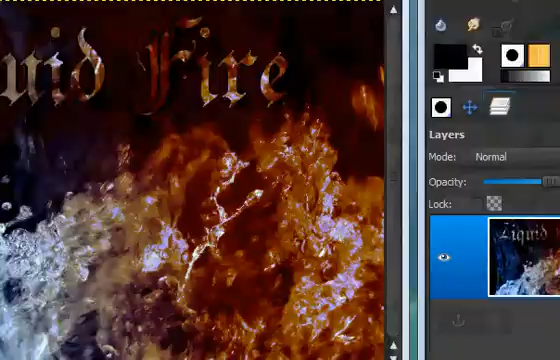 uid Fire
Layers
Mode: Normal
Opacity:
Lock:
Liquid